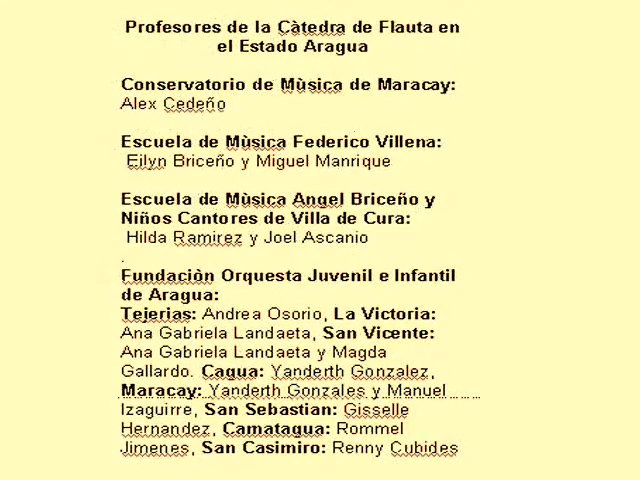 Profesores de la Càtedra de Flauta en
el Estado Aragua
Conservatorio de Mùsica de Maracay:
Alex Cedeño
Escuela de Mùsica Federico Villena:
Eilyn Briceño y Miguel Manrique
Escuela de Mùsica Angel Briceño y
Niños Cantores de Villa de Cura:
Hilda Ramirez y Joel Ascanio
.
Fundaciòn Orquesta Juvenil e Infantil
de Aragua:
Tejerias: Andrea Osorio, La Victoria:
Ana Gabriela Landaeta, San Vicente:
Ana Gabriela Landaeta y Magda
Gallardo. Cagua: Yanderth Gonzalez,
Maracay: Yanderth Gonzales y Manuel
Izaguirre, San Sebastian: Gisselle
Hernandez, Camatagua: Rommel
Jimenes, San Casimiro: Renny Cubides